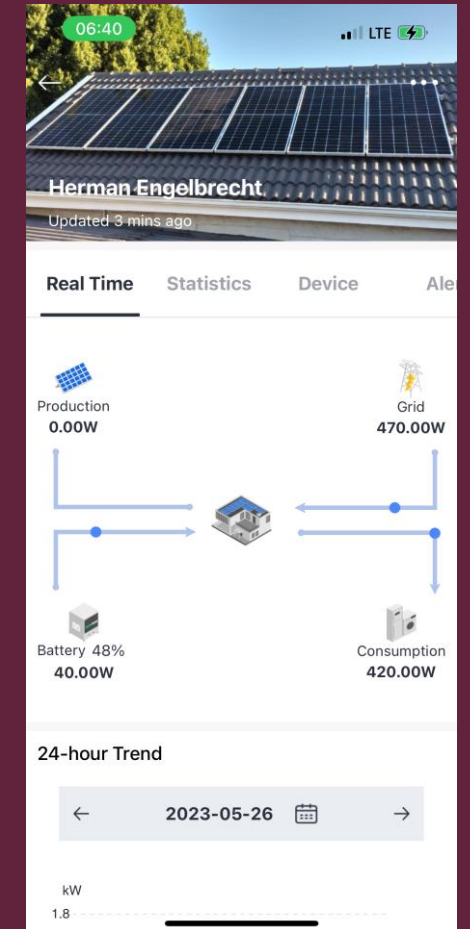 06:40
LTE
Herman Engelbrecht
Updated 3 mins ago
Real Time Statistics Device Ale
Production
0.00W
Grid
470.00W
Battery 48%
40.00W
Consumption
420.00W
24-hour Trend
2023-05-26
kW
1.8